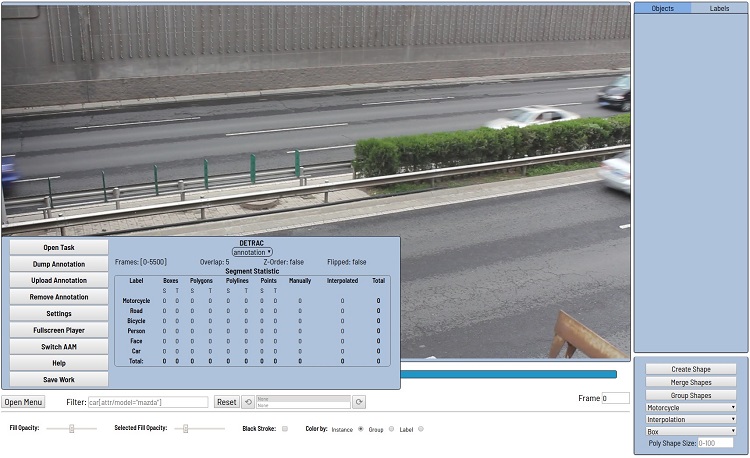 Objects Labels
DETRAC
annotation
Frames: [0-5500] Overlap: 5 Z-Order: false Flipped: false
Segment Statistic
Label Boxes Polygons Polylines Points Manually Interpolated Total
S T S T S T S T
Motorcycle 0 0 0 0 0 0 0 0 0 0 0
Road 0 0 0 0 0 0 0 0 0 0 0
Bicycle 0 0 0 0 0 0 0 0 0 0 0
Person 0 0 0 0 0 0 0 0 0 0 0
Face 0 0 0 0 0 0 0 0 0 0 0
Car 0 0 0 0 0 0 0 0 0 0 0
Total: 0 0 0 0 0 0 0 0 0 0 0
Open Task
Dump Annotation
Upload Annotation
Remove Annotation
Settings
Fullscreen Player
Switch AAM
Help
Save Work
Open Menu Filter: car[attr/model="mazda"] Reset
None
None
Frame 0
Fill Opacity: Selected Fill Opacity: Black Stroke: Color by: Instance Group Label
Create Shape
Merge Shapes
Group Shapes
Motorcycle
Interpolation
Box
Poly Shape Size: 0-100